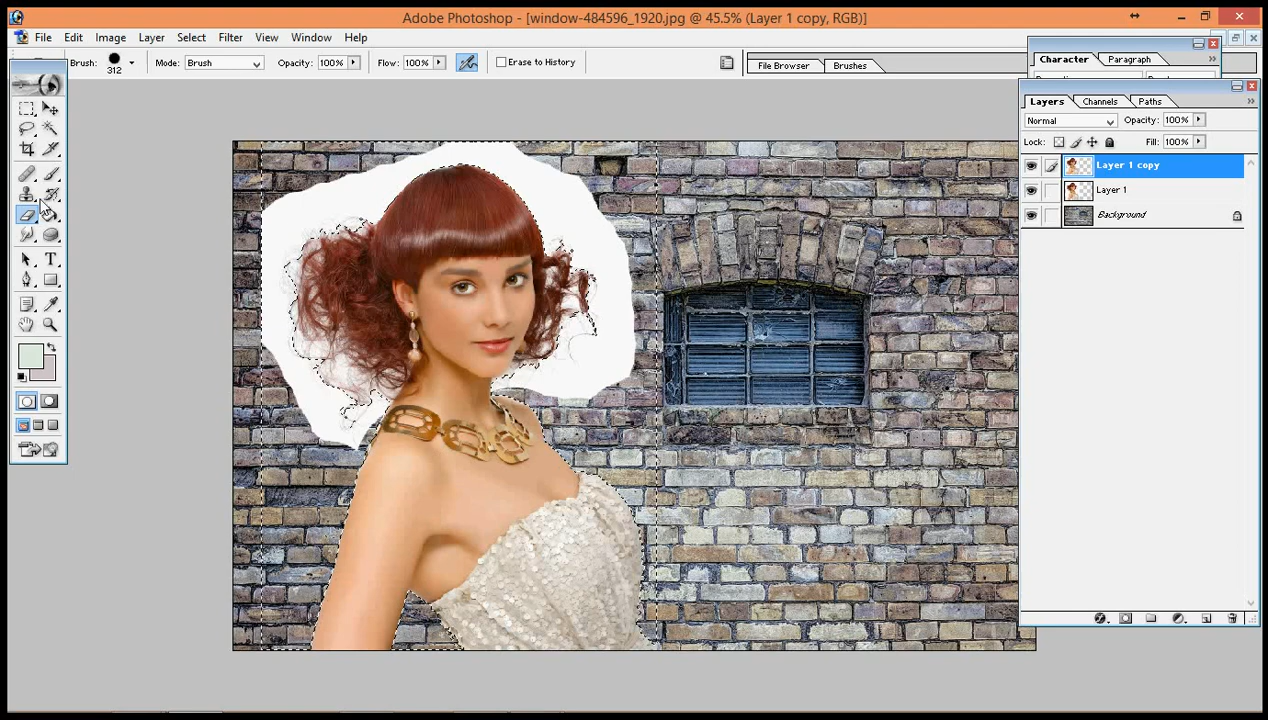 Adobe Photoshop - [window-484596_1920.jpg @ 45.5% (Layer 1 copy, RGB)]
File Edit Image Layer Select Filter View Window Help
Brush: 312 Mode: Brush Opacity: 100% Flow: 100% Erase to History
File Browser Brushes
Character Paragraph
Layers Channels Paths
Normal Opacity: 100%
Lock: Fill: 100%
Layer 1 copy
Layer 1
Background
T